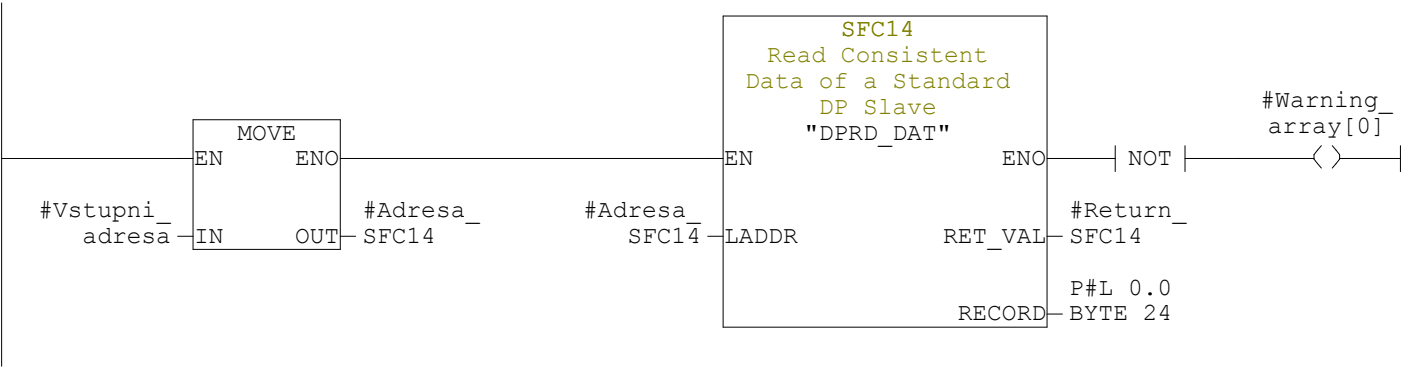 SFC14
Read Consistent
Data of a Standard
DP Slave
"DPRD_DAT"
#Warning_
array[0]
MOVE
EN ENO
EN ENO
NOT
#Vstupni_
adresa
IN OUT
#Adresa_
SFC14
#Adresa_
SFC14
LADDR RET_VAL
#Return_
SFC14
RECORD
P#L 0.0
BYTE 24